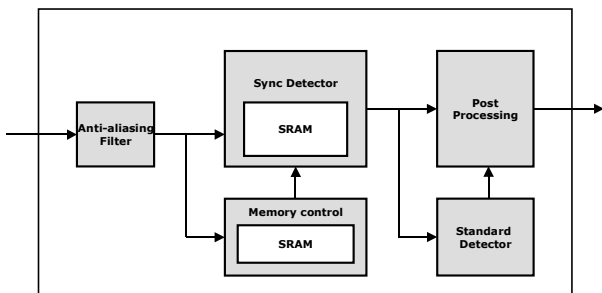 Anti-aliasing
Filter
Sync Detector
SRAM
Memory control
SRAM
Post
Processing
Standard
Detector